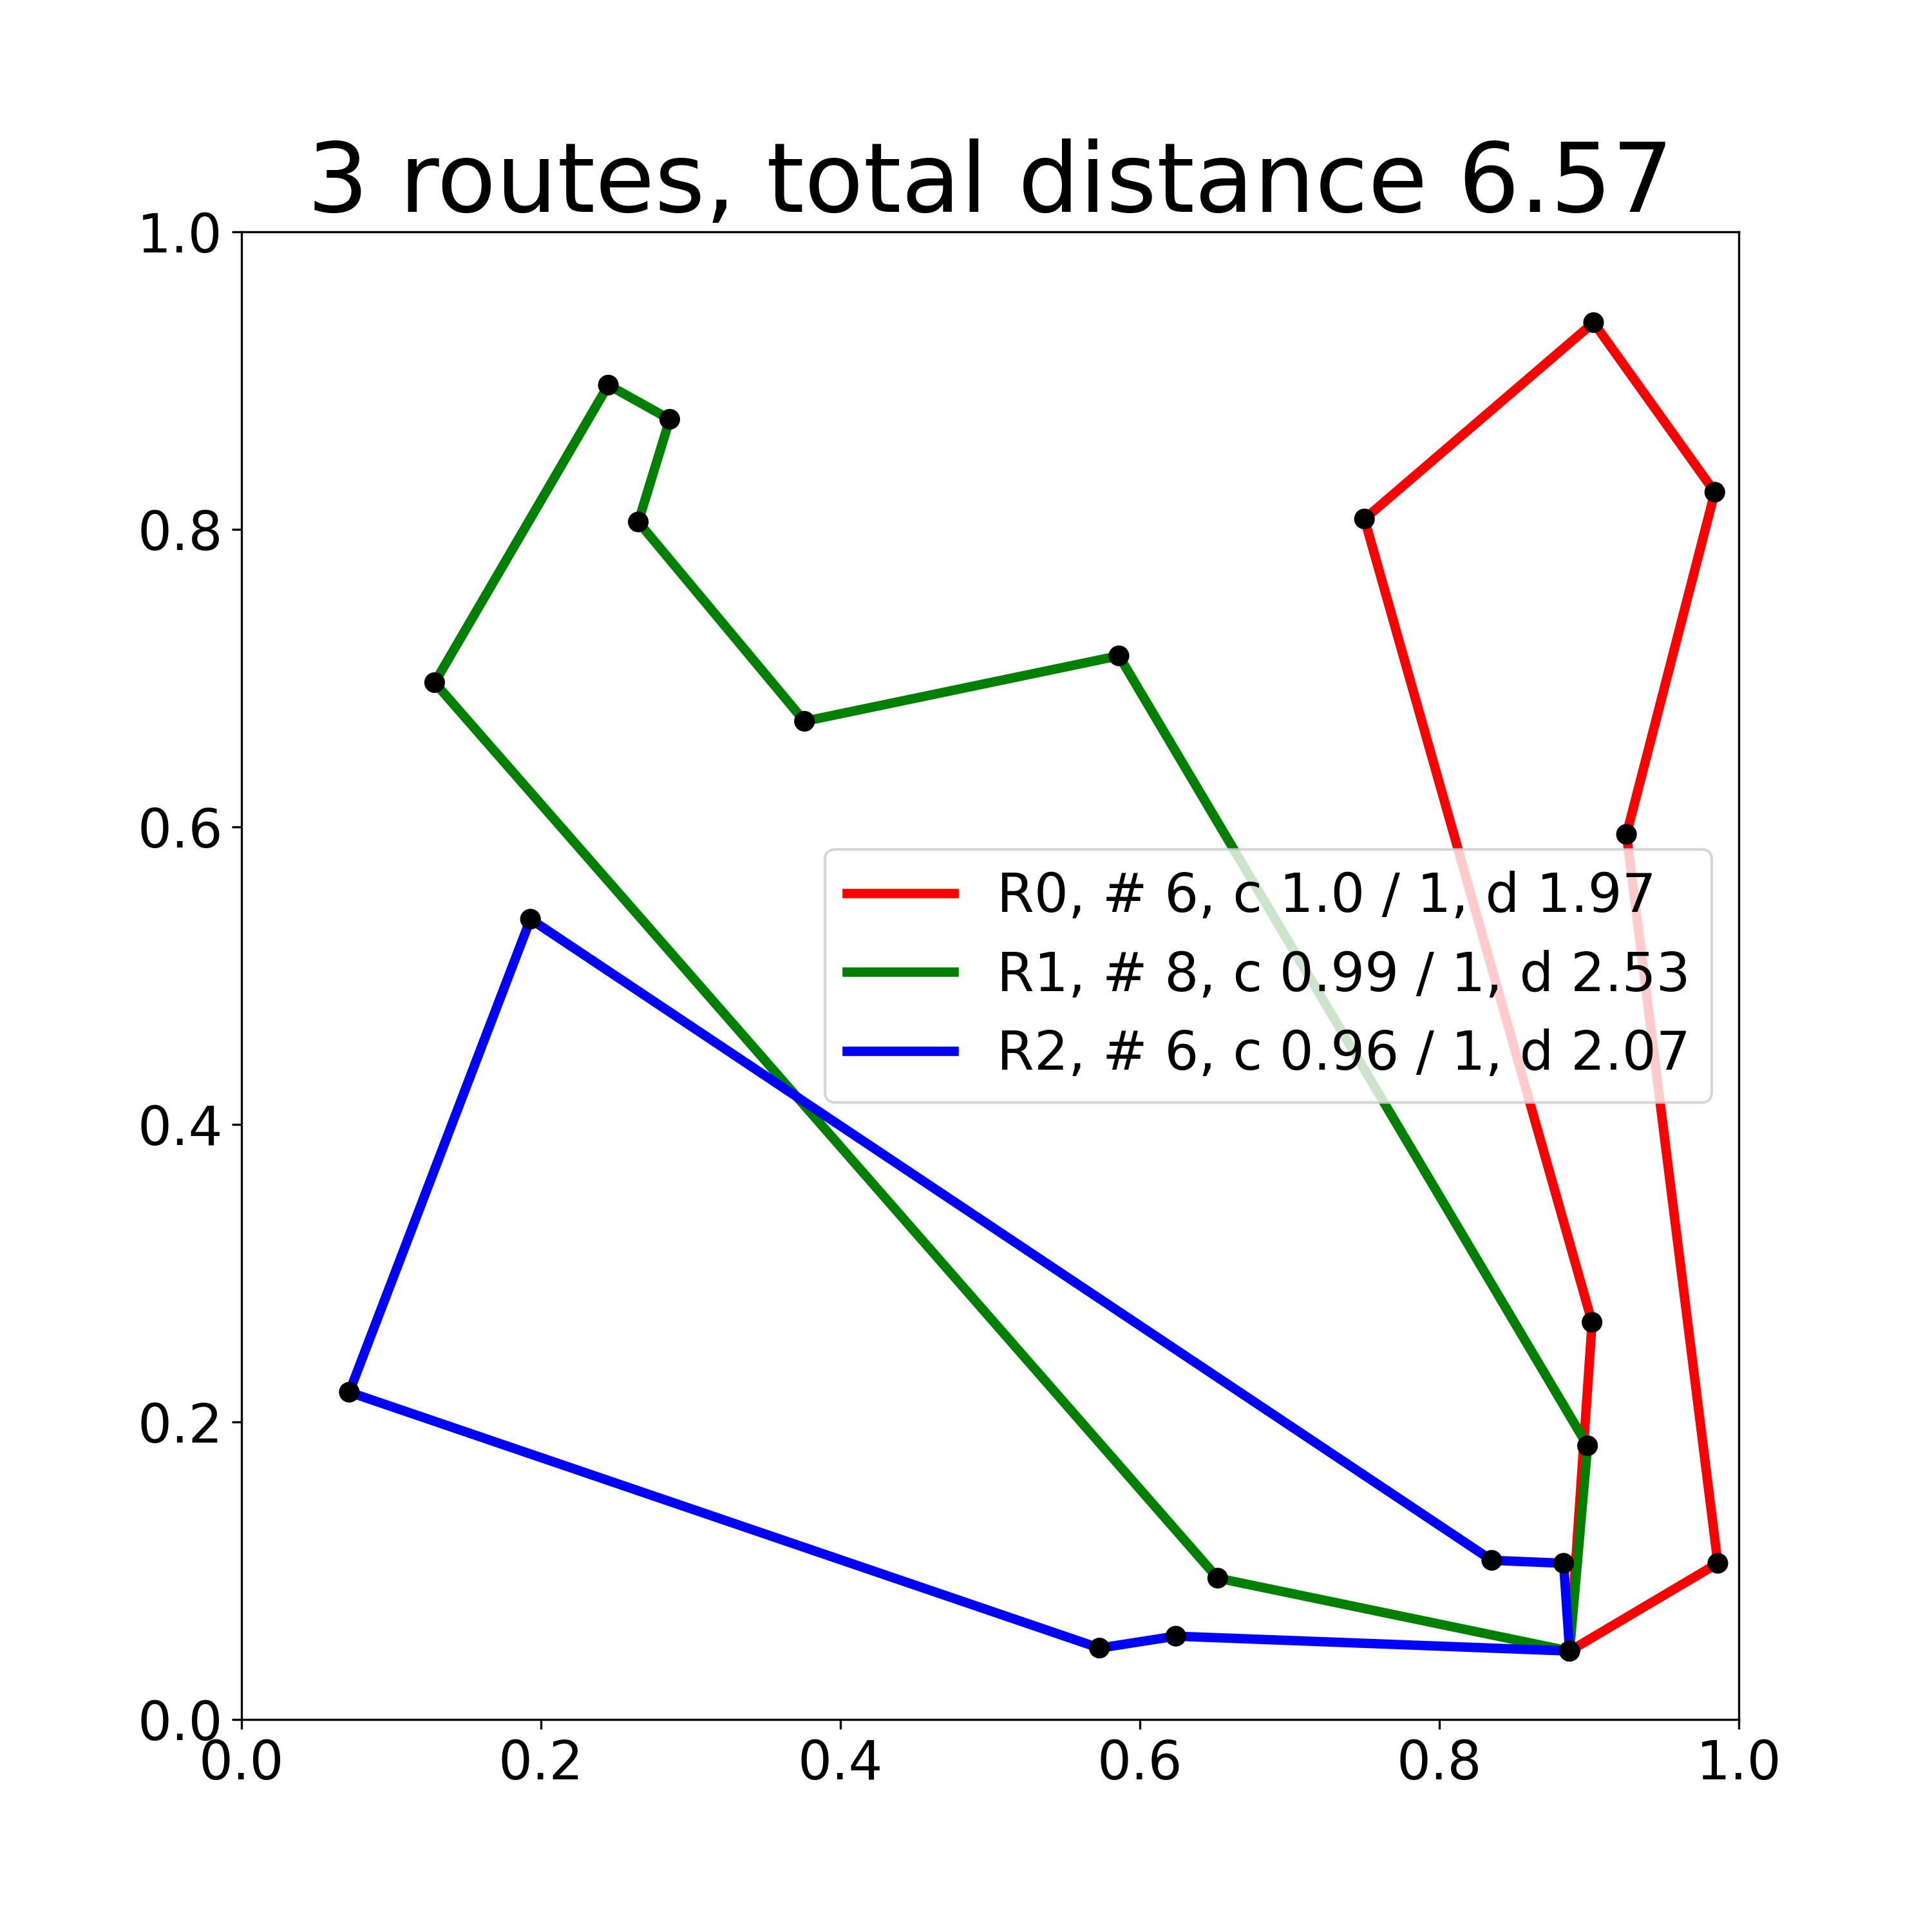 3 routes, total distance 6.57
1.0
0.8
0.6
0.4
0.2
0.0
R0, # 6, c 1.0 / 1, d 1.97
R1, # 8, c 0.99 / 1, d 2.53
R2, # 6, c 0.96 / 1, d 2.07
0.0 0.2 0.4 0.6 0.8 1.0